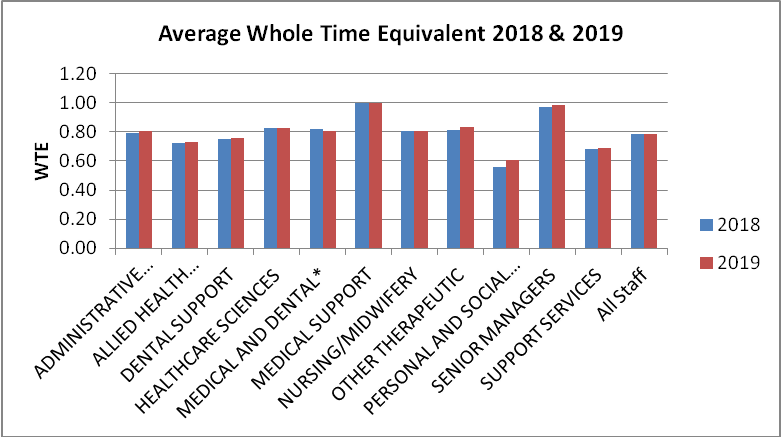 Average Whole Time Equivalent 2018 & 2019
1.20
1.00
0.80
0.60
0.40
0.20
0.00
WTE
ADMINISTRATIVE...
ALLIED HEALTH...
DENTAL SUPPORT
HEALTHCARE SCIENCES
MEDICAL AND DENTAL*
MEDICAL SUPPORT
NURSING/MIDWIFERY
OTHER THERAPEUTIC
PERSONAL AND SOCIAL...
SENIOR MANAGERS
SUPPORT SERVICES
All Staff
2018
2019